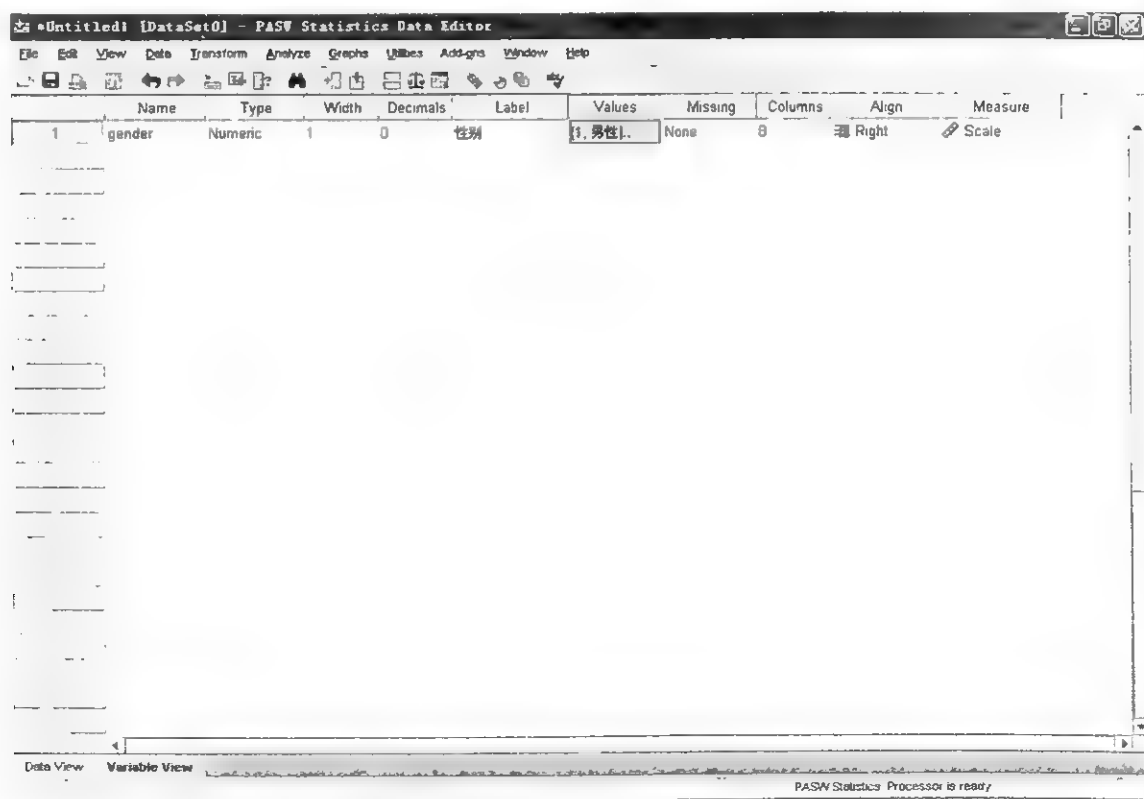 *Untitled1 [DataSet0] - PASW Statistics Data Editor
File Edit View Data Transform Analyze Graphs Utilities Add-ons Window Help
Name Type Width Decimals Label Values Missing Columns Align Measure
1 gender Numeric 1 0 性别 {1, 男性}... None 8 Right Scale
Data View Variable View
PASW Statistics Processor is ready